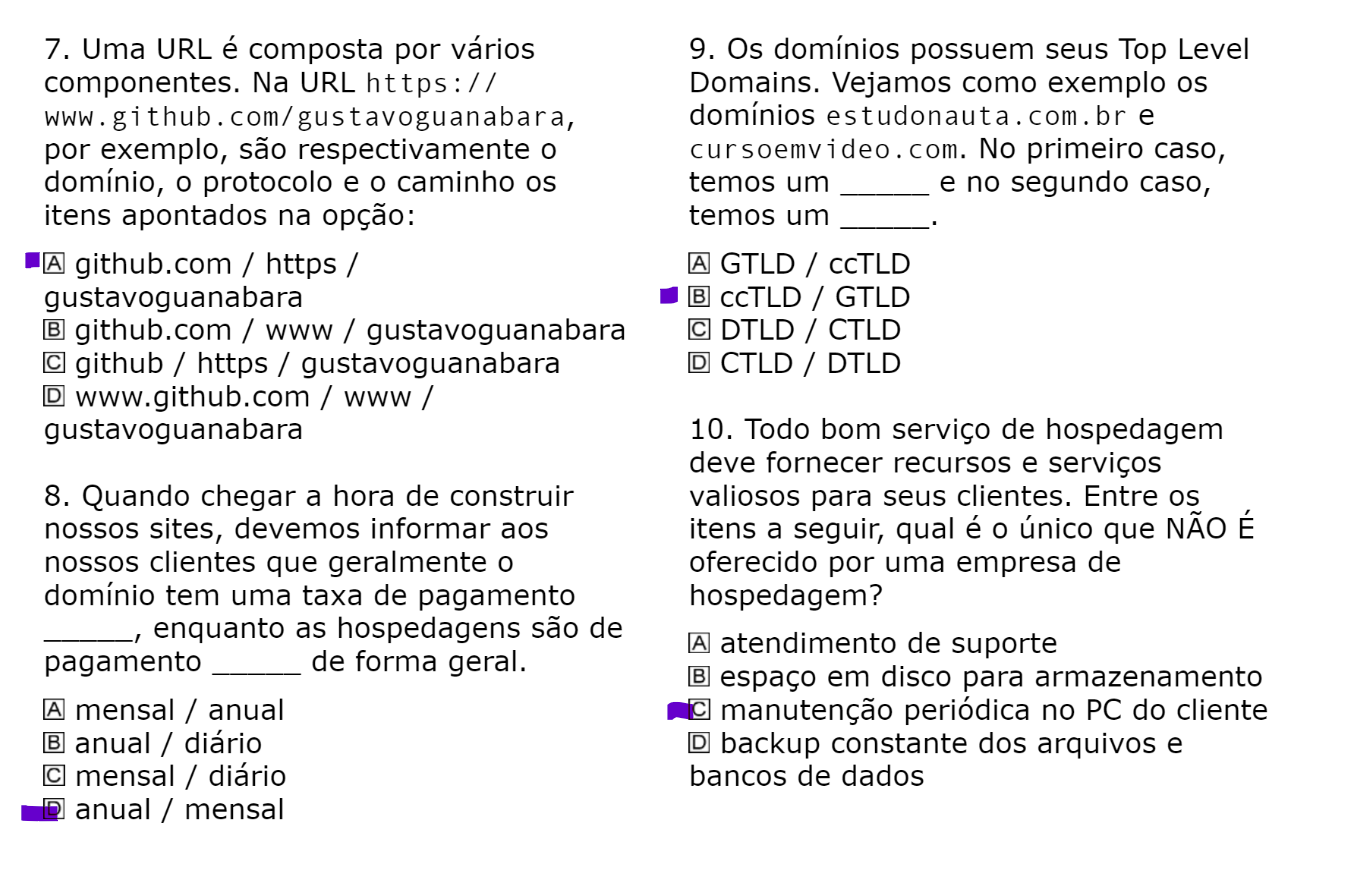 7. Uma URL é composta por vários
componentes. Na URL https://
www.github.com/gustavoguanabara,
por exemplo, são respectivamente o
domínio, o protocolo e o caminho os
itens apontados na opção:
A github.com / https /
gustavoguanabara
B github.com / www / gustavoguanabara
C github / https / gustavoguanabara
D www.github.com / www /
gustavoguanabara
8. Quando chegar a hora de construir
nossos sites, devemos informar aos
nossos clientes que geralmente o
domínio tem uma taxa de pagamento
_____, enquanto as hospedagens são de
pagamento _____ de forma geral.
A mensal / anual
B anual / diário
C mensal / diário
D anual / mensal
9. Os domínios possuem seus Top Level
Domains. Vejamos como exemplo os
domínios estudonauta.com.br e
cursoemvideo.com. No primeiro caso,
temos um _____ e no segundo caso,
temos um _____.
A GTLD / ccTLD
B ccTLD / GTLD
C DTLD / CTLD
D CTLD / DTLD
10. Todo bom serviço de hospedagem
deve fornecer recursos e serviços
valiosos para seus clientes. Entre os
itens a seguir, qual é o único que NÃO É
oferecido por uma empresa de
hospedagem?
A atendimento de suporte
B espaço em disco para armazenamento
C manutenção periódica no PC do cliente
D backup constante dos arquivos e
bancos de dados